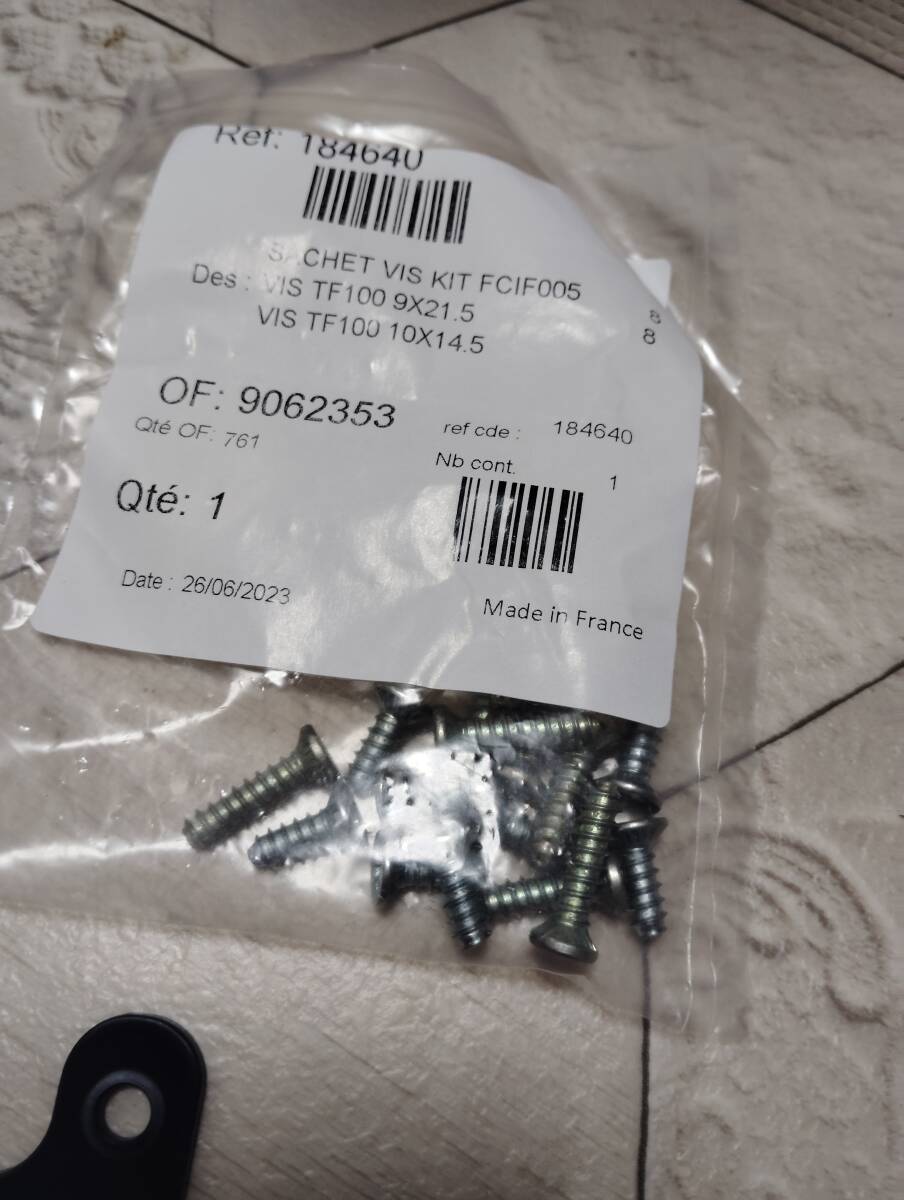 Ref: 184640
SACHET VIS KIT FCIF005
Des : VIS TF100 9X21.5 8
VIS TF100 10X14.5 8
OF: 9062353
Qté OF: 761
ref cde : 184640
Nb cont. 1
Qté: 1
Date : 26/06/2023
Made in France